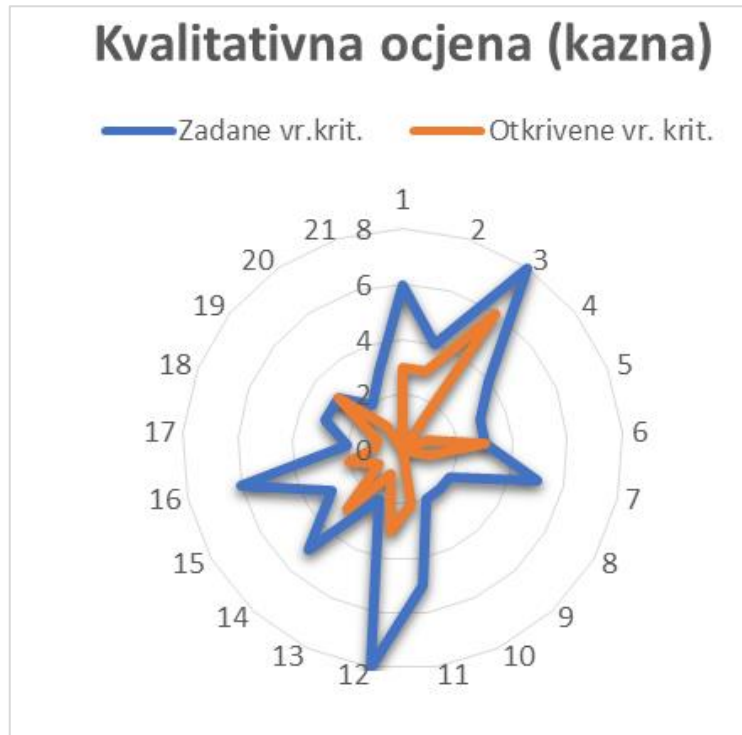 Kvalitativna ocjena (kazna)
Zadane vr.krit. Otkrivene vr. krit.
1
21 8 2
20 3
19 6 4
18 4 5
2
17 0 6
16 7
15 8
14 9
13 12 11 10